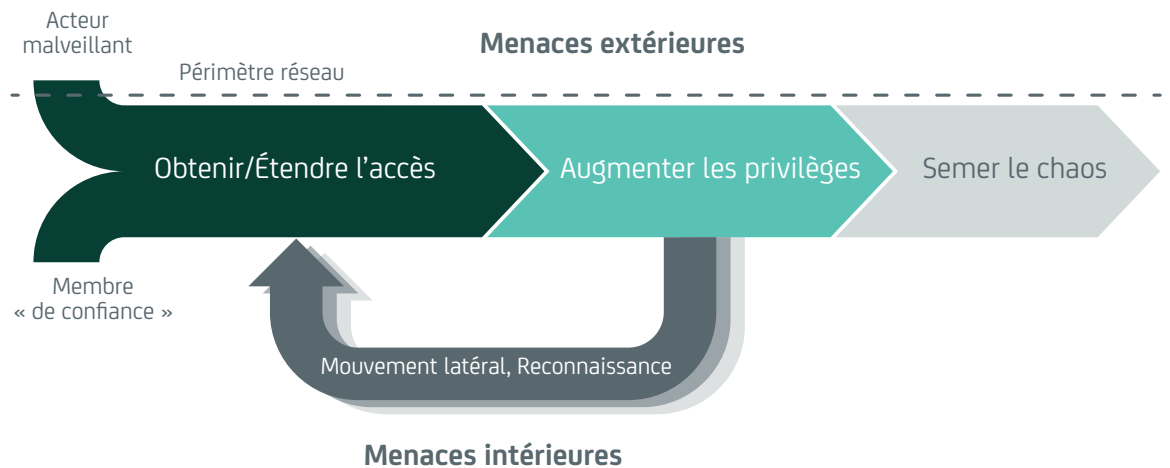 Acteur
malveillant
Menaces extérieures
Périmètre réseau
Obtenir/Étendre l’accès
Augmenter les privilèges
Semer le chaos
Membre
« de confiance »
Mouvement latéral, Reconnaissance
Menaces intérieures